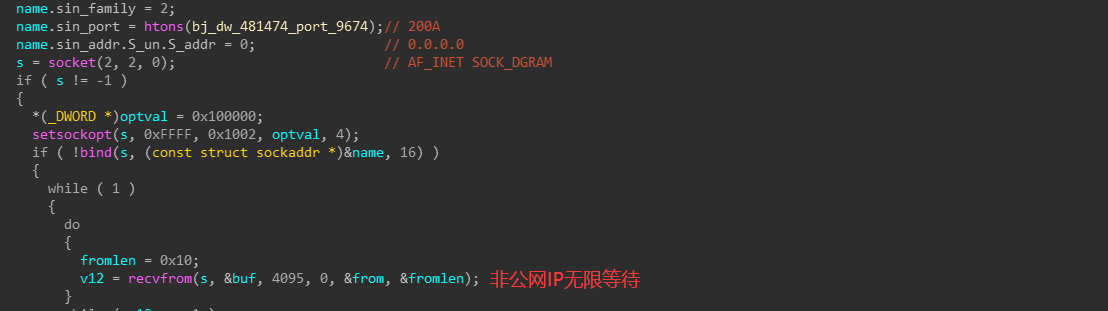 name.sin_family = 2;
name.sin_port = htons(bj_dw_481474_port_9674);// 200A
name.sin_addr.S_un.S_addr = 0; // 0.0.0.0
s = socket(2, 2, 0); // AF_INET SOCK_DGRAM
if ( s != -1 )
{
*(_DWORD *)optval = 0x100000;
setsockopt(s, 0xFFFF, 0x1002, optval, 4);
if ( !bind(s, (const struct sockaddr *)&name, 16) )
{
while ( 1 )
{
do
{
fromlen = 0x10;
v12 = recvfrom(s, &buf, 4095, 0, &from, &fromlen); 非公网IP无限等待
}